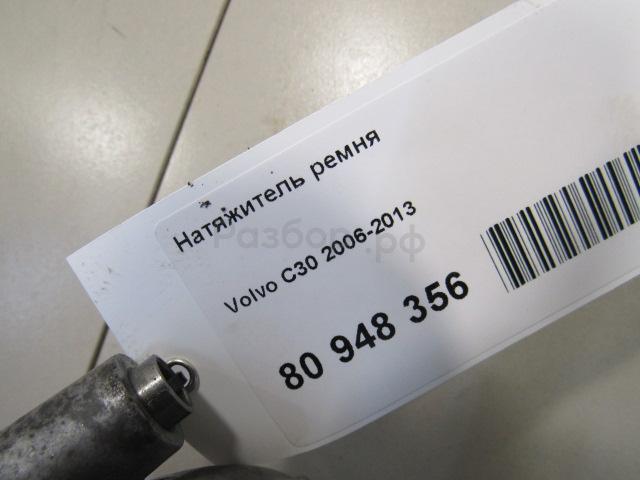 Натяжитель ремня
Разбор.рф
Volvo C30 2006-2013
80 948 356